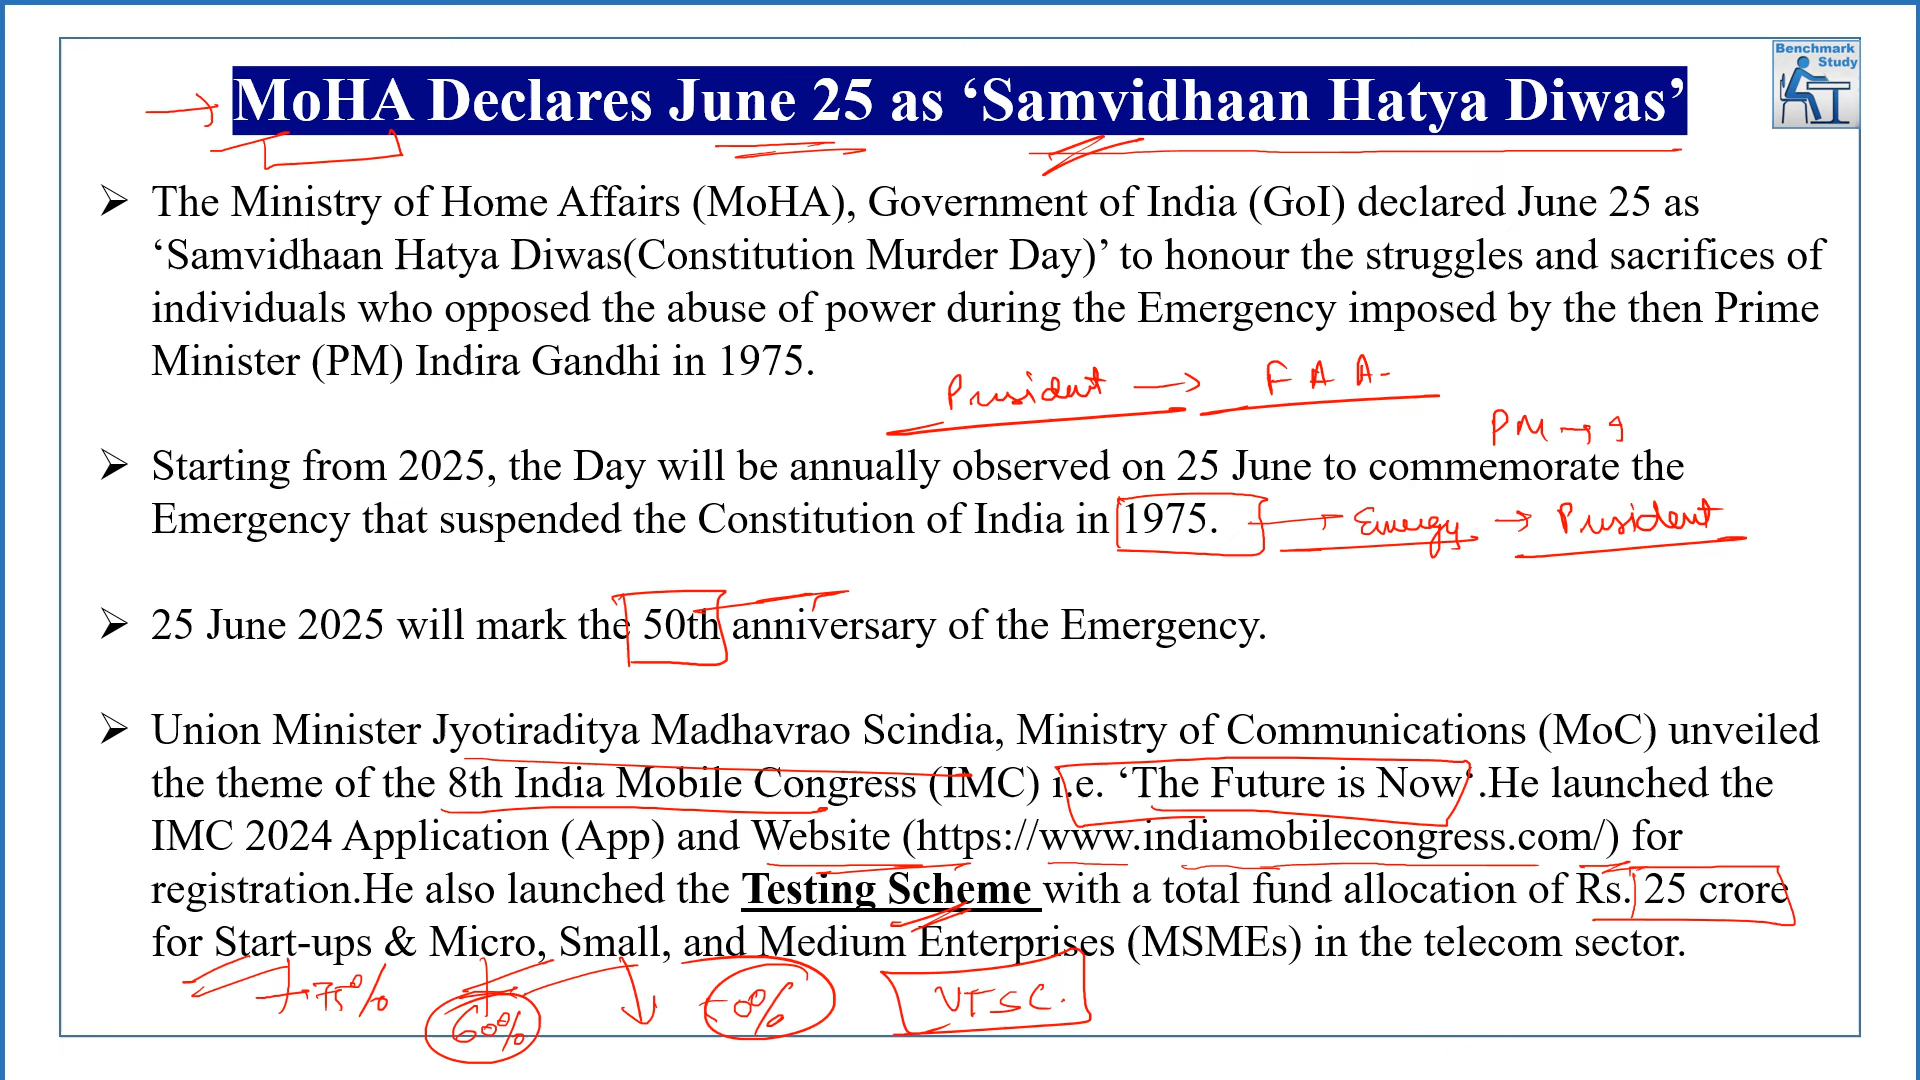 Benchmark
Study
MoHA Declares June 25 as ‘Samvidhaan Hatya Diwas’
➢ The Ministry of Home Affairs (MoHA), Government of India (GoI) declared June 25 as
‘Samvidhaan Hatya Diwas(Constitution Murder Day)’ to honour the struggles and sacrifices of
individuals who opposed the abuse of power during the Emergency imposed by the then Prime
Minister (PM) Indira Gandhi in 1975.
President → F A A-
PM →
➢ Starting from 2025, the Day will be annually observed on 25 June to commemorate the
Emergency that suspended the Constitution of India in 1975. → Emergy → President
➢ 25 June 2025 will mark the 50th anniversary of the Emergency.
➢ Union Minister Jyotiraditya Madhavrao Scindia, Ministry of Communications (MoC) unveiled
the theme of the 8th India Mobile Congress (IMC) i.e. ‘The Future is Now‘.He launched the
IMC 2024 Application (App) and Website (https://www.indiamobilecongress.com/) for
registration.He also launched the Testing Scheme with a total fund allocation of Rs. 25 crore
for Start-ups & Micro, Small, and Medium Enterprises (MSMEs) in the telecom sector.
→ 75% 60%